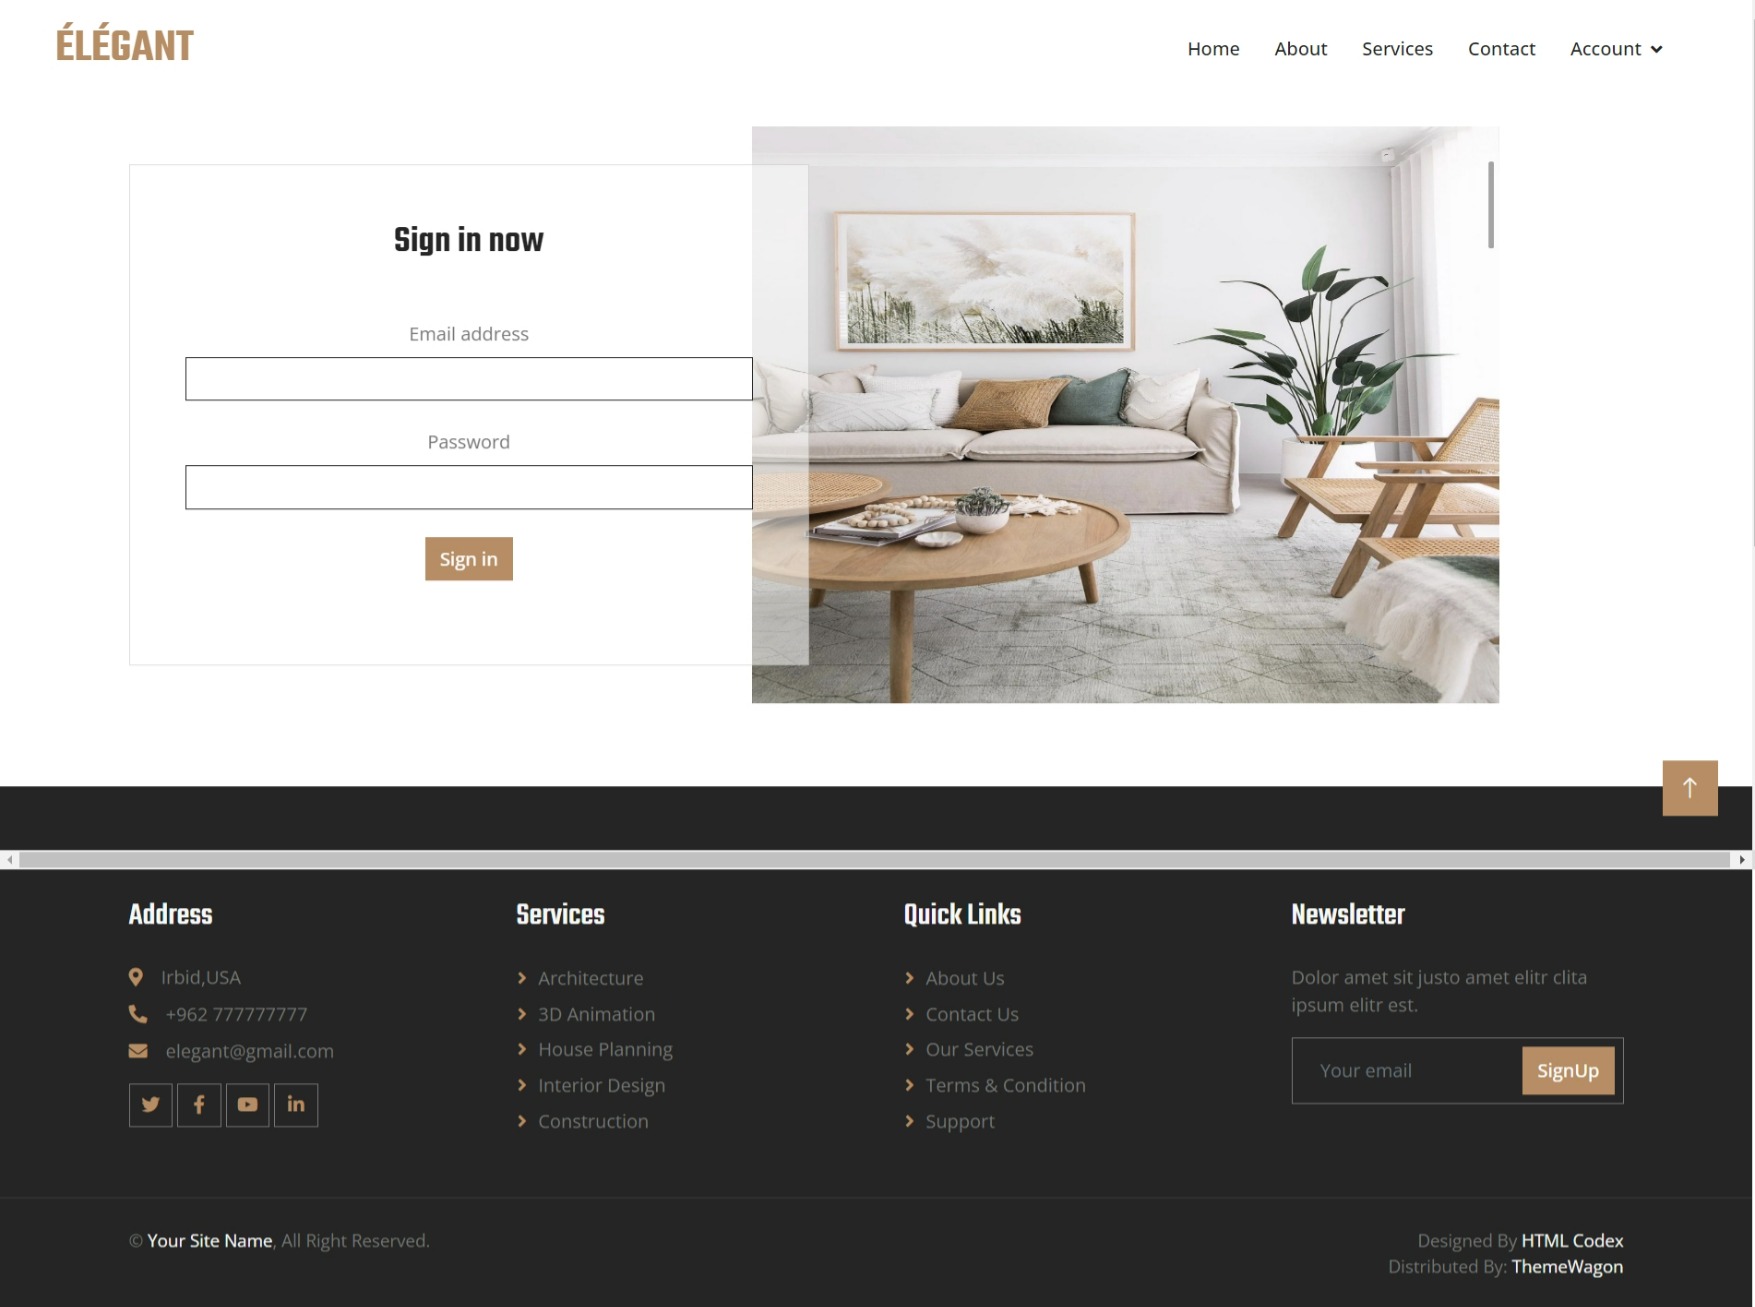 ÉLÉGANT
Home About Services Contact Account
Sign in now
Email address
Password
Sign in
Address
Irbid,USA
+962 777777777
elegant@gmail.com
Services
Architecture
3D Animation
House Planning
Interior Design
Construction
Quick Links
About Us
Contact Us
Our Services
Terms & Condition
Support
Newsletter
Dolor amet sit justo amet elitr clita
ipsum elitr est.
Your email SignUp
© Your Site Name, All Right Reserved.
Designed By HTML Codex
Distributed By: ThemeWagon